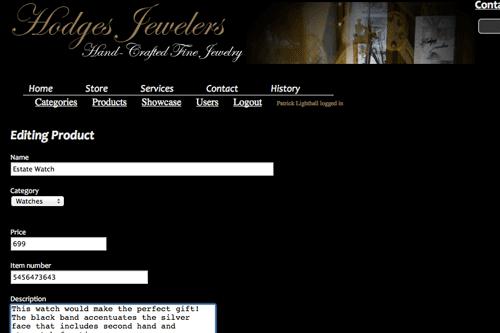 Hodges Jewelers
Hand-Crafted Fine Jewelry
Conta
Home Store Services Contact History
Categories Products Showcase Users Logout Patrick Lightball logged in
Editing Product
Name
Estate Watch
Category
Watches
Price
699
Item number
5456473643
Description
This watch would make the perfect gift!
The black band accentuates the silver
face that includes second hand and